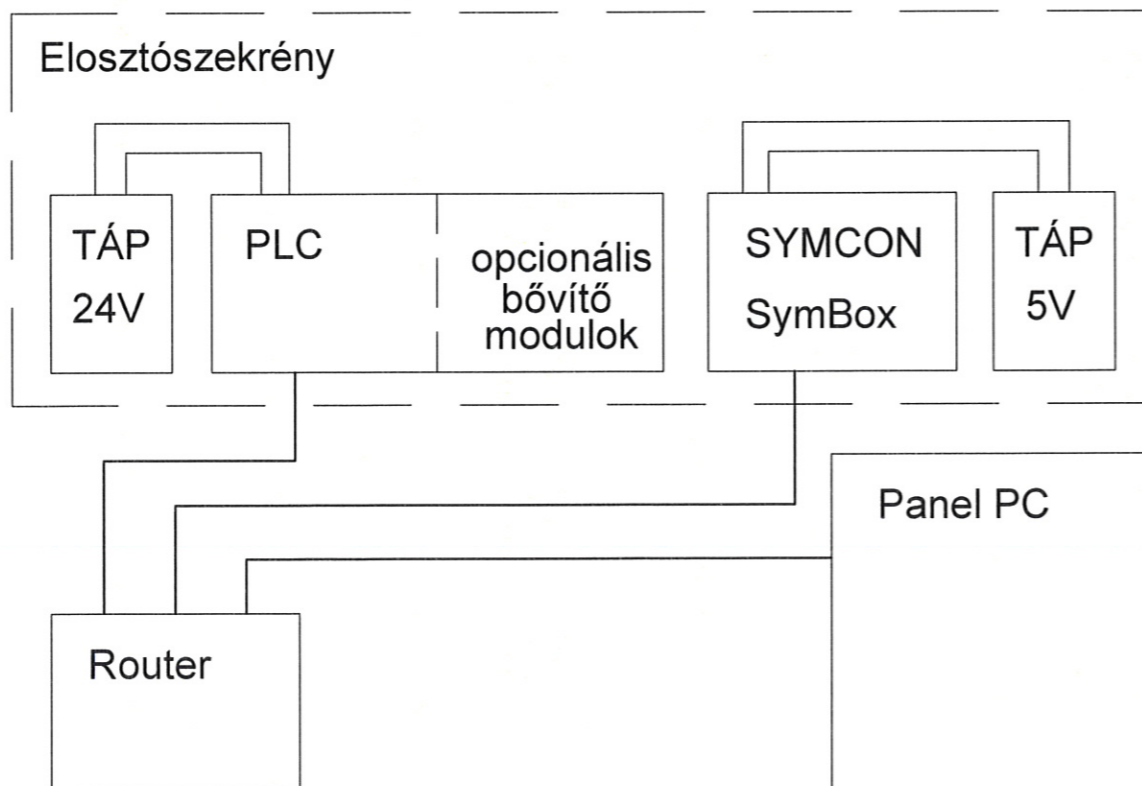 Elosztószekrény
TÁP
24V
PLC
opcionális
bővítő
modulok
SYMCON
SymBox
TÁP
5V
Panel PC
Router